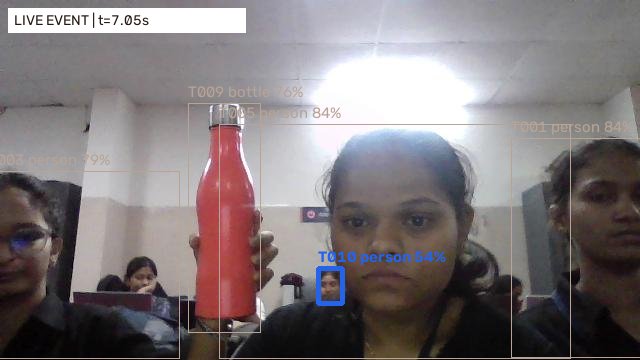 LIVE EVENT | t=7.05s
T009 bottle 76%
T005 person 84%
T001 person 84%
003 person 79%
T010 person 54%